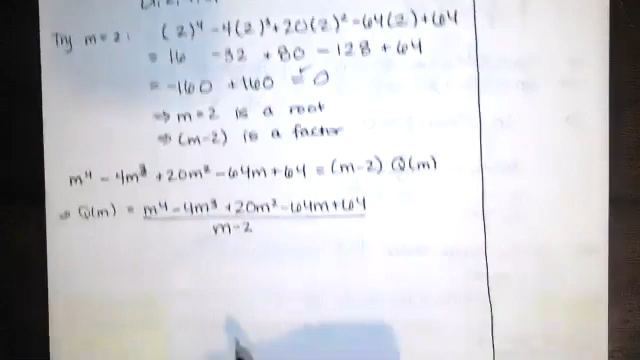 Try m=2: (2)⁴ - 4(2)³ + 20(2)² - 64(2) + 64
= 16 - 32 + 80 - 128 + 64
= -160 + 160 = 0
⇒ m=2 is a root
⇒ (m-2) is a factor
m⁴ - 4m³ + 20m² - 64m + 64 = (m-2) Q(m)
⇒ Q(m) = m⁴ - 4m³ + 20m² - 64m + 64
m-2